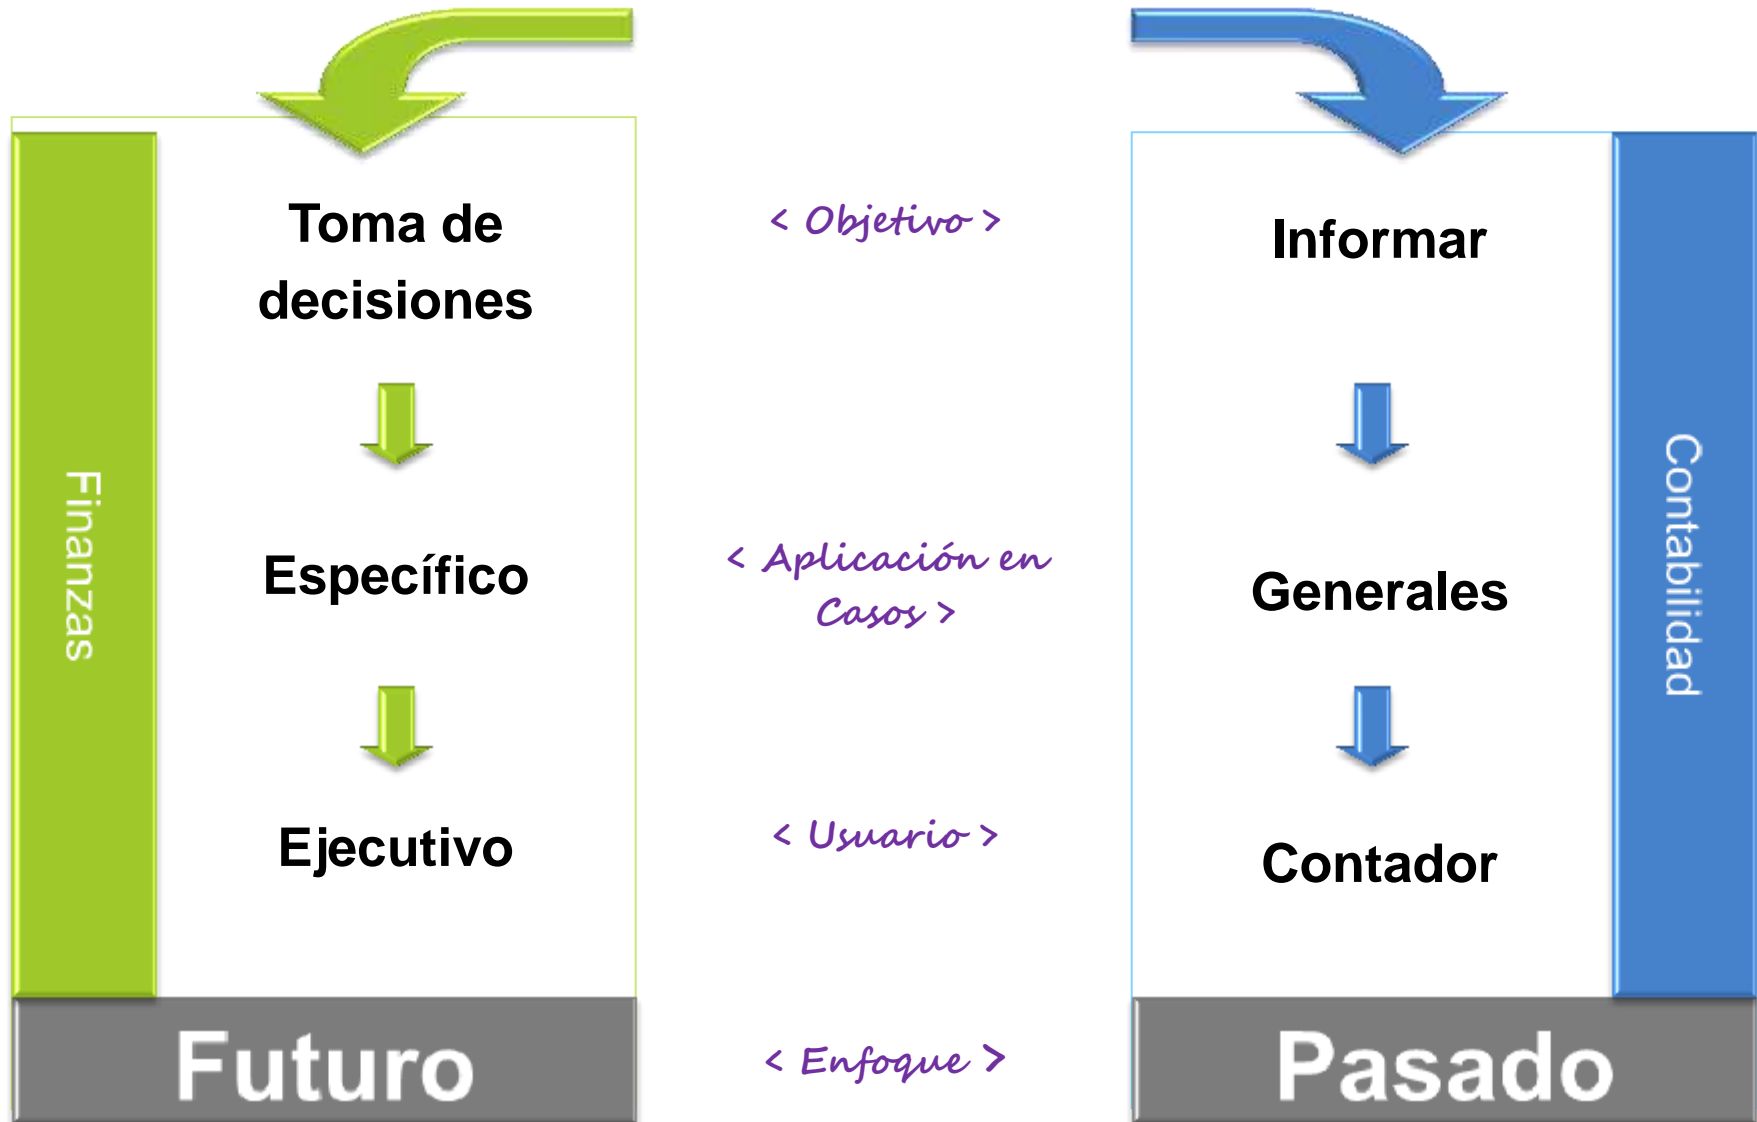 Finanzas
Toma de
decisiones
Específico
Ejecutivo
Futuro
< Objetivo >
< Aplicación en
Casos >
< Usuario >
< Enfoque >
Informar
Generales
Contador
Pasado
Contabilidad